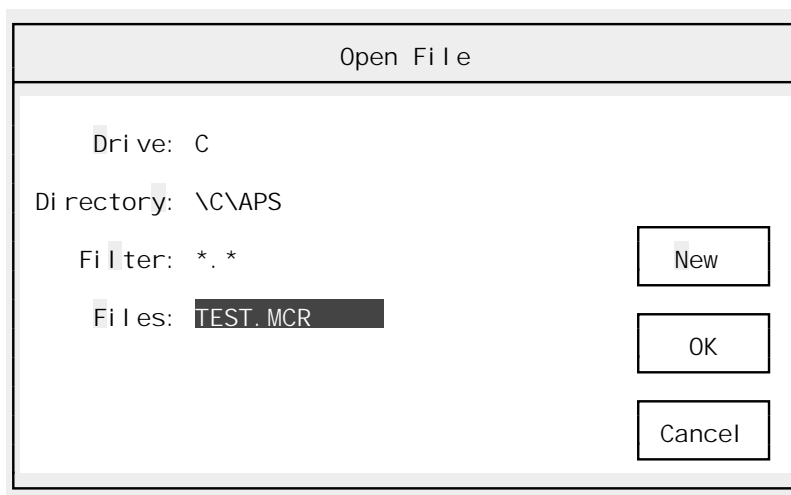 Open File
Drive: C
Directory: \C\APS
Filter: *.*
New
Files: TEST.MCR
OK
Cancel